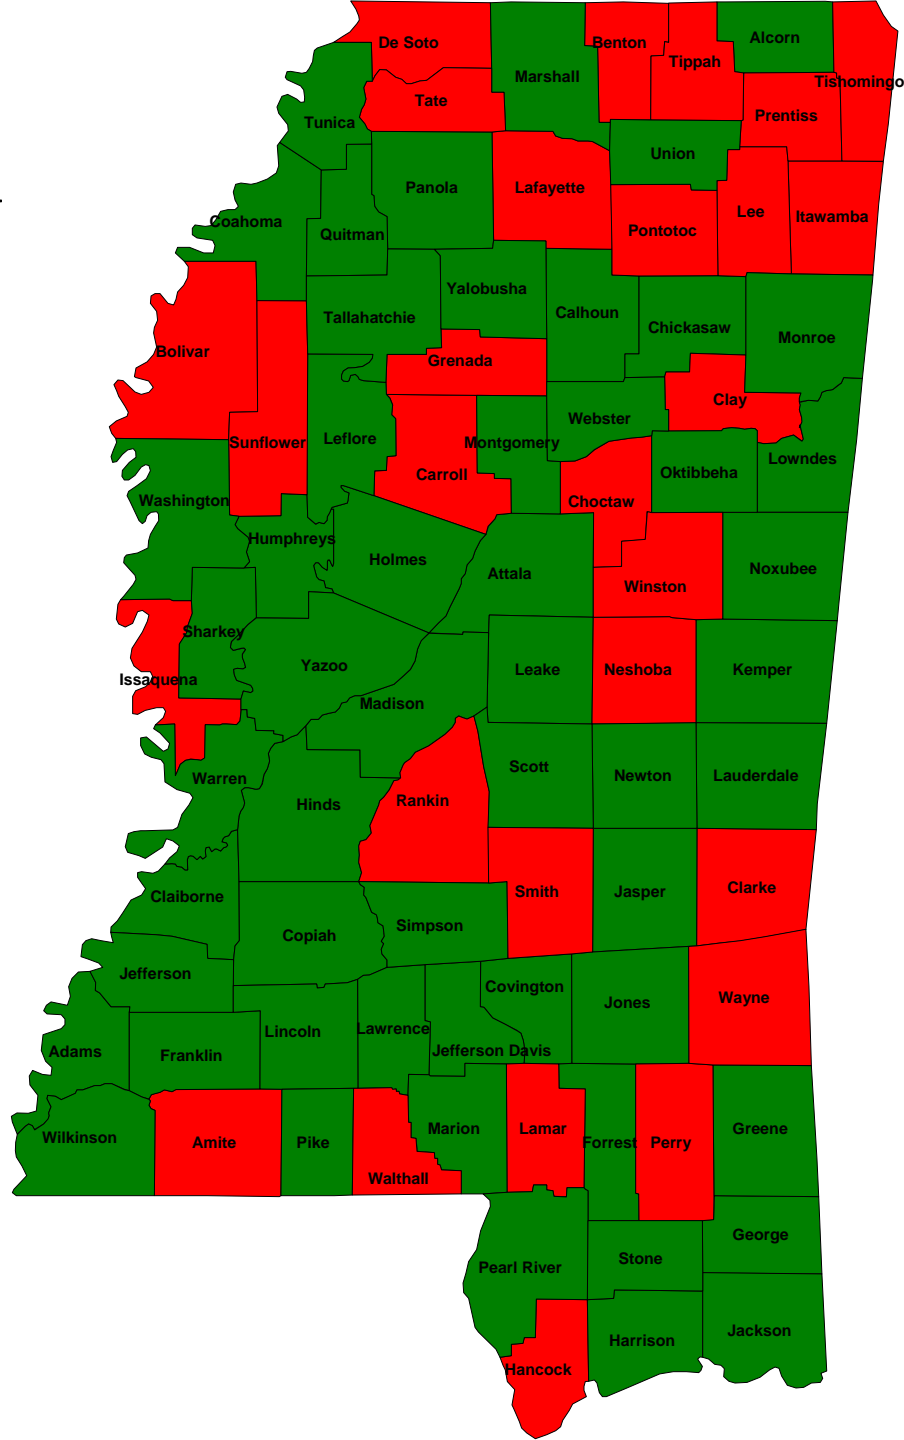 De Soto
Benton
Alcorn
Tippah
Marshall
Tishomingo
Tate
Prentiss
Tunica
Union
Panola
Lafayette
Lee
Itawamba
Coahoma
Quitman
Pontotoc
Yalobusha
Tallahatchie
Calhoun
Chickasaw
Monroe
Bolivar
Grenada
Clay
Webster
Leflore
Sunflower
Montgomery
Lowndes
Carroll
Oktibbeha
Washington
Choctaw
Humphreys
Holmes
Attala
Noxubee
Winston
Sharkey
Yazoo
Leake
Neshoba
Kemper
Issaquena
Madison
Scott
Newton
Lauderdale
Warren
Rankin
Hinds
Clarke
Smith
Jasper
Claiborne
Simpson
Copiah
Jefferson
Covington
Wayne
Jones
Lawrence
Lincoln
Jefferson Davis
Adams
Franklin
Marion
Lamar
Greene
Wilkinson
Amite
Pike
Forrest
Perry
Walthall
George
Stone
Pearl River
Jackson
Harrison
Hancock